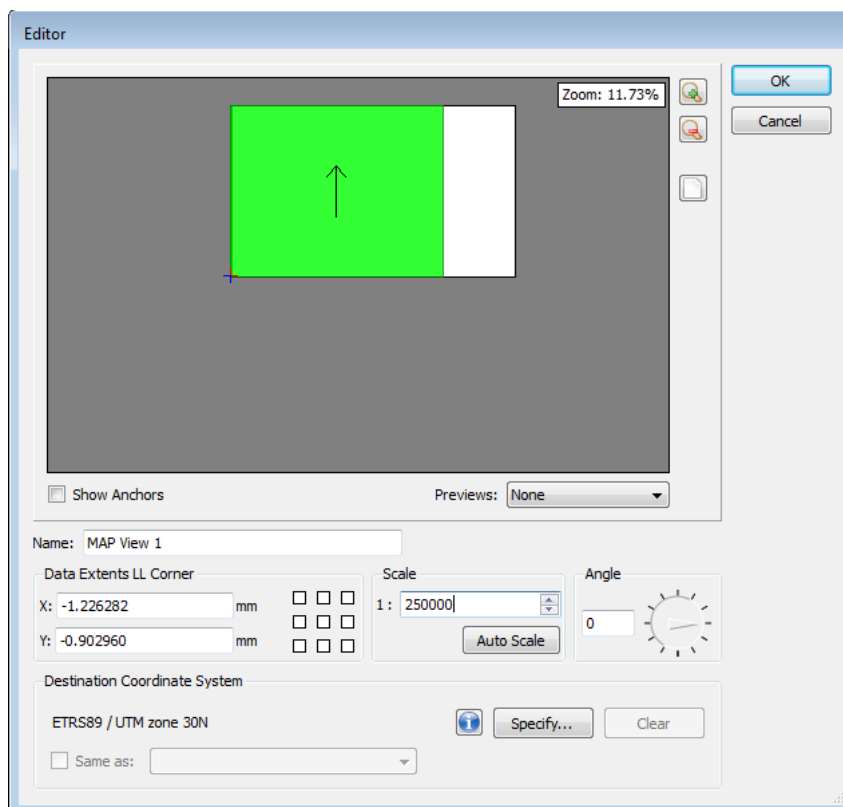 Editor
Zoom: 11.73%
OK
Cancel
Show Anchors
Previews: None
Name: MAP View 1
Data Extents LL Corner
Scale
Angle
X: -1.226282 mm
1 : 250000
0
Y: -0.902960 mm
Auto Scale
Destination Coordinate System
ETRS89 / UTM zone 30N
Specify...
Clear
Same as: